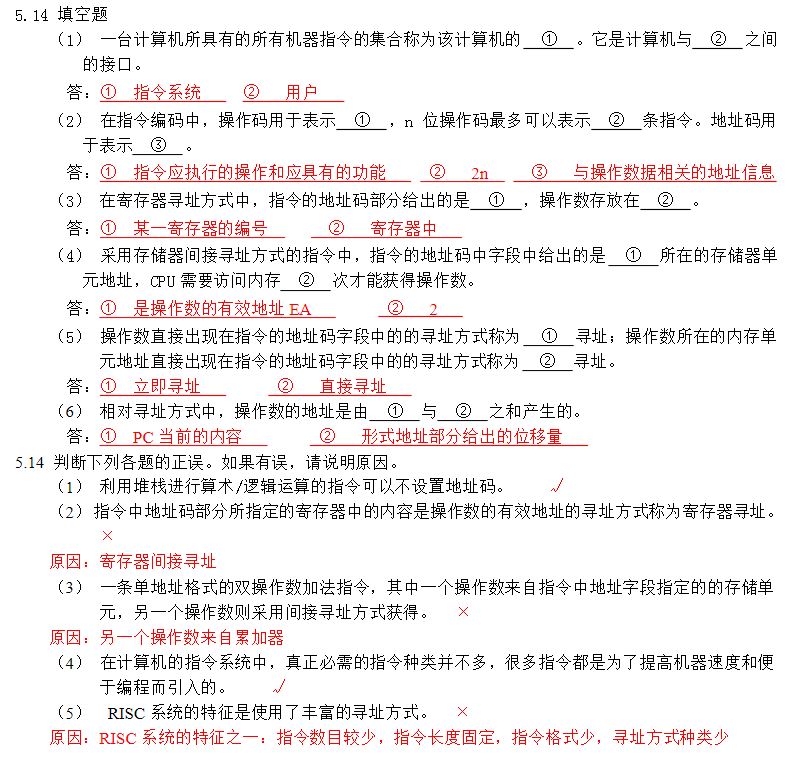 5.14 填空题
（1） 一台计算机所具有的所有机器指令的集合称为该计算机的 ① 。它是计算机与 ② 之间
的接口。
答：① 指令系统 ② 用户
（2） 在指令编码中，操作码用于表示 ① ，n 位操作码最多可以表示 ② 条指令。地址码用
于表示 ③ 。
答：① 指令应执行的操作和应具有的功能 ② 2n ③ 与操作数据相关的地址信息
（3） 在寄存器寻址方式中，指令的地址码部分给出的是 ① ，操作数存放在 ② 。
答：① 某一寄存器的编号 ② 寄存器中
（4） 采用存储器间接寻址方式的指令中，指令的地址码中字段中给出的是 ① 所在的存储器单
元地址，CPU 需要访问内存 ② 次才能获得操作数。
答：① 是操作数的有效地址 EA ② 2
（5） 操作数直接出现在指令的地址码字段中的的寻址方式称为 ① 寻址；操作数所在的内存单
元地址直接出现在指令的地址码字段中的的寻址方式称为 ② 寻址。
答：① 立即寻址 ② 直接寻址
（6） 相对寻址方式中，操作数的地址是由 ① 与 ② 之和产生的。
答：① PC 当前的内容 ② 形式地址部分给出的位移量
5.14 判断下列各题的正误。如果有误，请说明原因。
（1） 利用堆栈进行算术/逻辑运算的指令可以不设置地址码。 √
（2）指令中地址码部分所指定的寄存器中的内容是操作数的有效地址的寻址方式称为寄存器寻址。
×
原因：寄存器间接寻址
（3） 一条单地址格式的双操作数加法指令，其中一个操作数来自指令中地址字段指定的的存储单
元，另一个操作数则采用间接寻址方式获得。 ×
原因：另一个操作数来自累加器
（4） 在计算机的指令系统中，真正必需的指令种类并不多，很多指令都是为了提高机器速度和便
于编程而引入的。 √
（5） RISC 系统的特征是使用了丰富的寻址方式。 ×
原因：RISC 系统的特征之一：指令数目较少，指令长度固定，指令格式少，寻址方式种类少